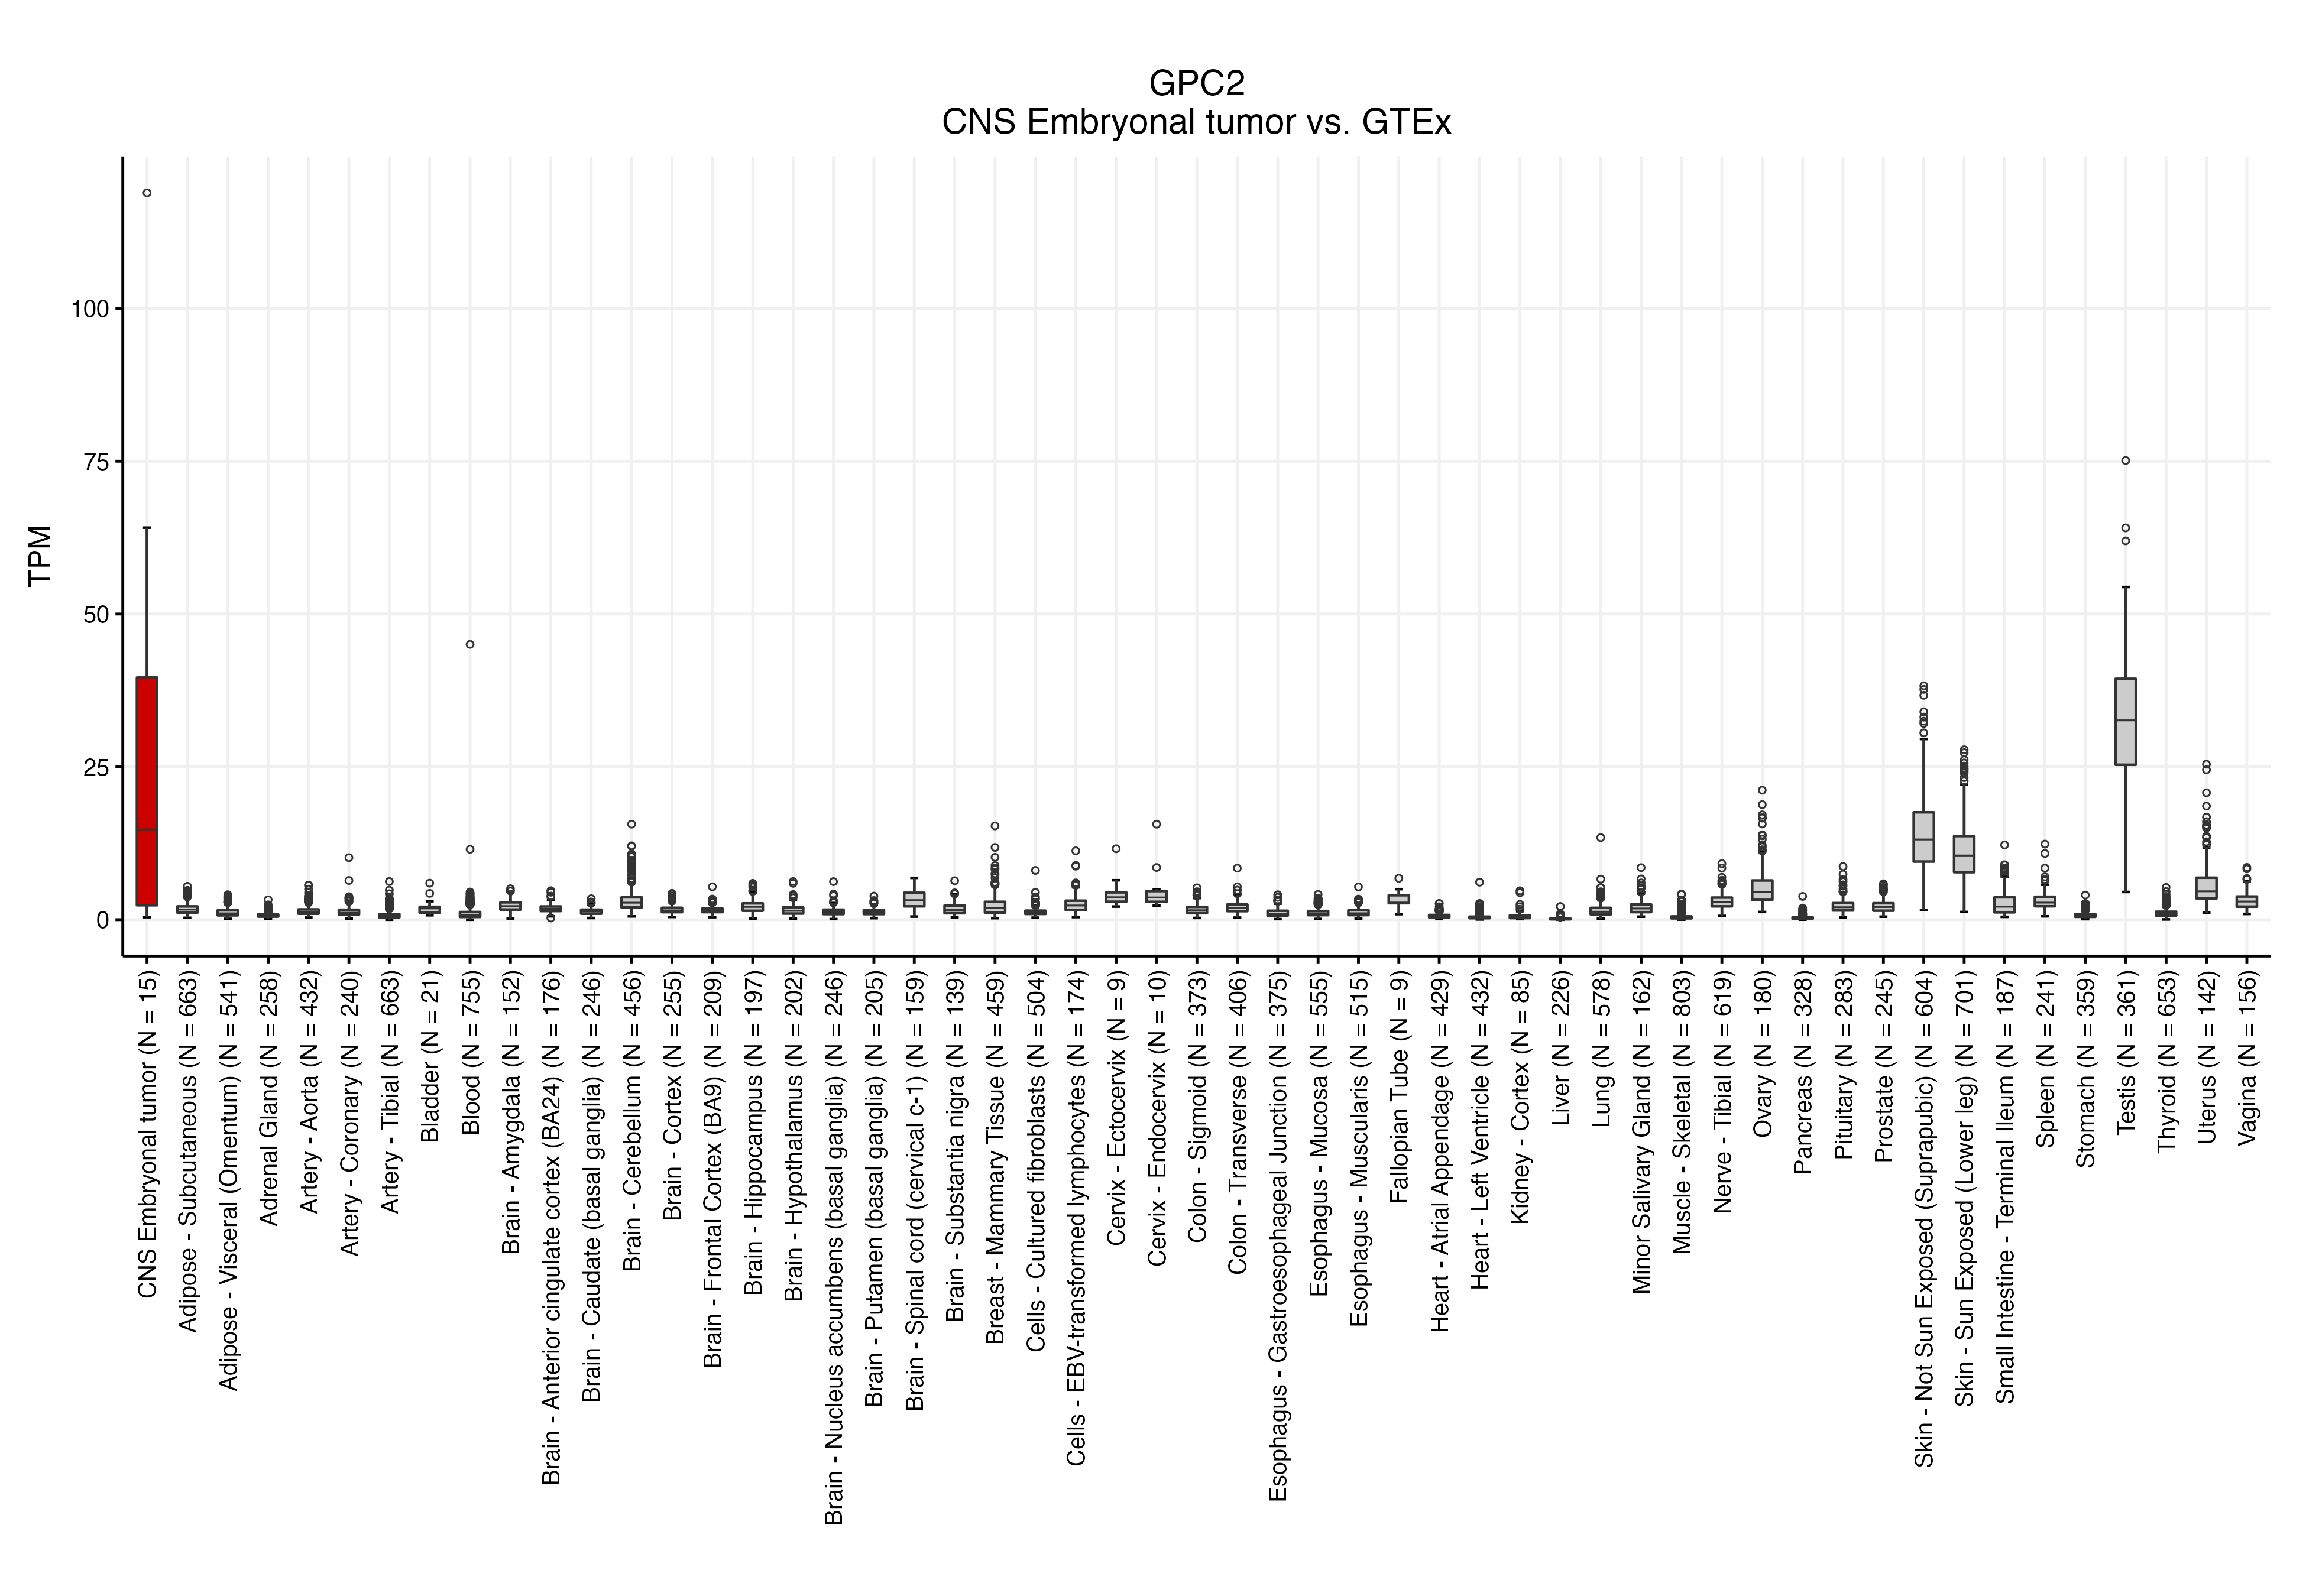 GPC2
CNS Embryonal tumor vs. GTEx
TPM
100
75
50
25
0
CNS Embryonal tumor (N = 15)
Adipose - Subcutaneous (N = 663)
Adipose - Visceral (Omentum) (N = 541)
Adrenal Gland (N = 258)
Artery - Aorta (N = 432)
Artery - Coronary (N = 240)
Artery - Tibial (N = 663)
Bladder (N = 21)
Blood (N = 755)
Brain - Amygdala (N = 152)
Brain - Anterior cingulate cortex (BA24) (N = 176)
Brain - Caudate (basal ganglia) (N = 246)
Brain - Cerebellum (N = 456)
Brain - Cortex (N = 255)
Brain - Frontal Cortex (BA9) (N = 209)
Brain - Hippocampus (N = 197)
Brain - Hypothalamus (N = 202)
Brain - Nucleus accumbens (basal ganglia) (N = 246)
Brain - Putamen (basal ganglia) (N = 205)
Brain - Spinal cord (cervical c-1) (N = 159)
Brain - Substantia nigra (N = 139)
Breast - Mammary Tissue (N = 459)
Cells - Cultured fibroblasts (N = 504)
Cells - EBV-transformed lymphocytes (N = 174)
Cervix - Ectocervix (N = 9)
Cervix - Endocervix (N = 10)
Colon - Sigmoid (N = 373)
Colon - Transverse (N = 406)
Esophagus - Gastroesophageal Junction (N = 375)
Esophagus - Mucosa (N = 555)
Esophagus - Muscularis (N = 515)
Fallopian Tube (N = 9)
Heart - Atrial Appendage (N = 429)
Heart - Left Ventricle (N = 432)
Kidney - Cortex (N = 85)
Liver (N = 226)
Lung (N = 578)
Minor Salivary Gland (N = 162)
Muscle - Skeletal (N = 803)
Nerve - Tibial (N = 619)
Ovary (N = 180)
Pancreas (N = 328)
Pituitary (N = 283)
Prostate (N = 245)
Skin - Not Sun Exposed (Suprapubic) (N = 604)
Skin - Sun Exposed (Lower leg) (N = 701)
Small Intestine - Terminal Ileum (N = 187)
Spleen (N = 241)
Stomach (N = 359)
Testis (N = 361)
Thyroid (N = 653)
Uterus (N = 142)
Vagina (N = 156)